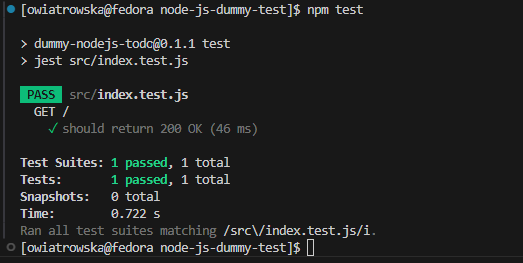 [owiatrowska@fedora node-js-dummy-test]$ npm test
> dummy-nodejs-todo@0.1.1 test
> jest src/index.test.js
PASS src/index.test.js
GET /
✓ should return 200 OK (46 ms)
Test Suites: 1 passed, 1 total
Tests: 1 passed, 1 total
Snapshots: 0 total
Time: 0.722 s
Ran all test suites matching /src\/index.test.js/i.
[owiatrowska@fedora node-js-dummy-test]$